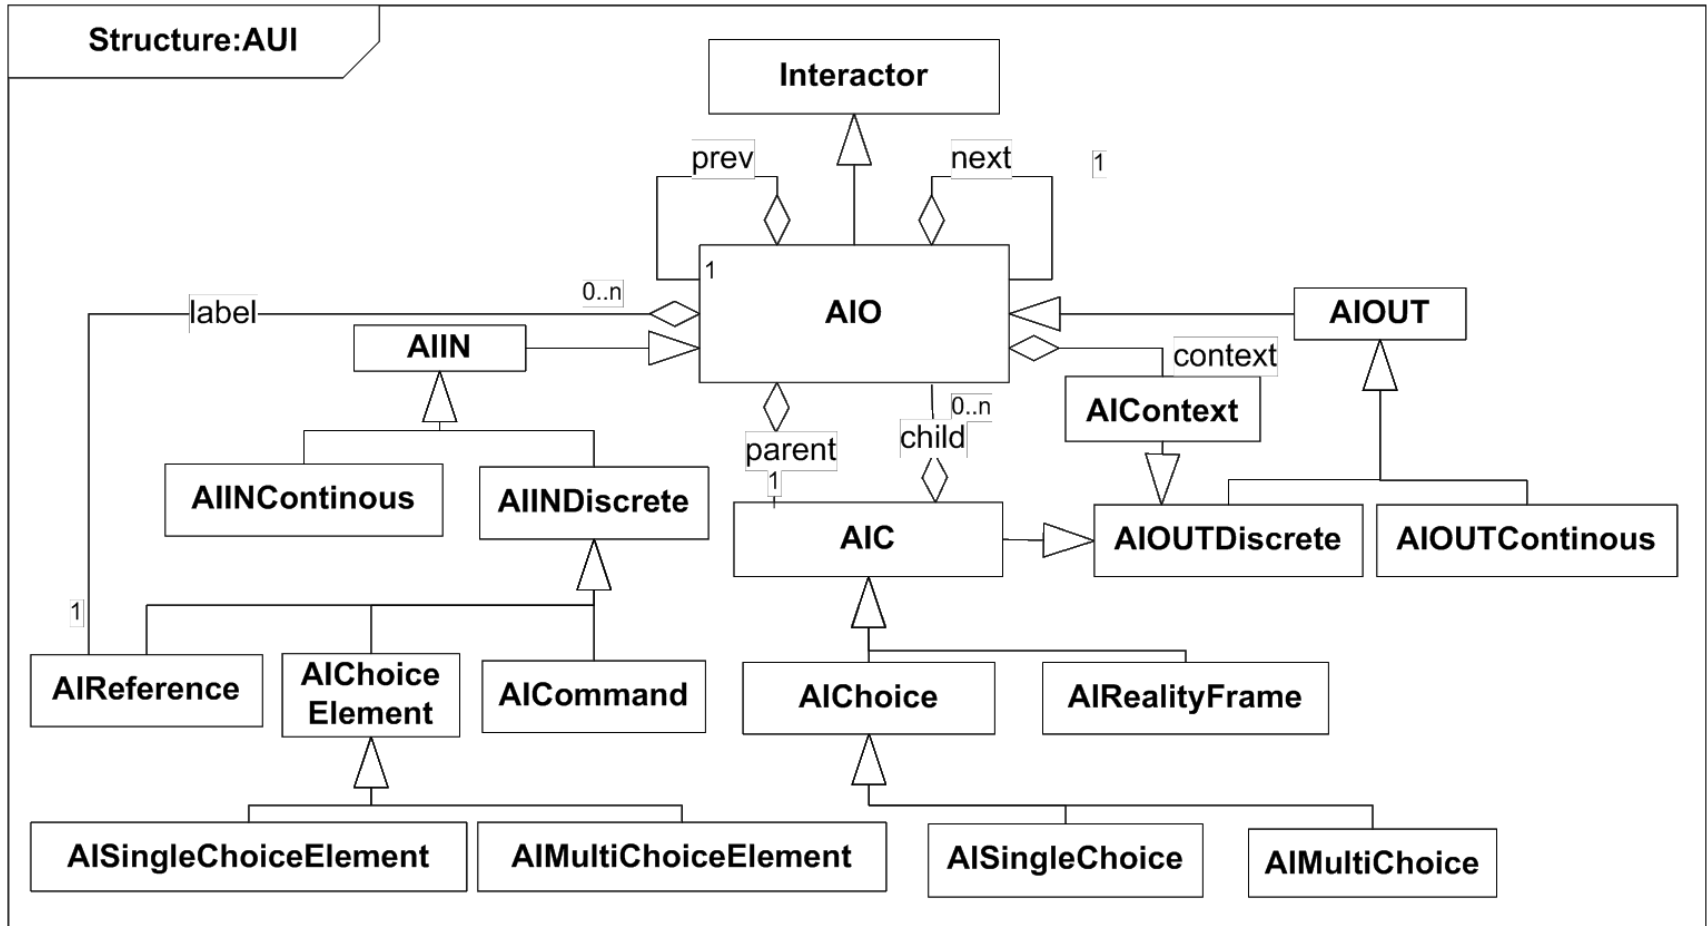 Structure:AUI
Interactor
prev
next
1
1
AIO
0..n
label
AIIN
AIOUT
context
AIContext
0..n
child
parent
1
AIINContinous
AIINDiscrete
AIC
AIOUTDiscrete
AIOUTContinous
1
AIReference
AIChoice
Element
AICommand
AIChoice
AIRealityFrame
AISingleChoiceElement
AIMultiChoiceElement
AISingleChoice
AIMultiChoice